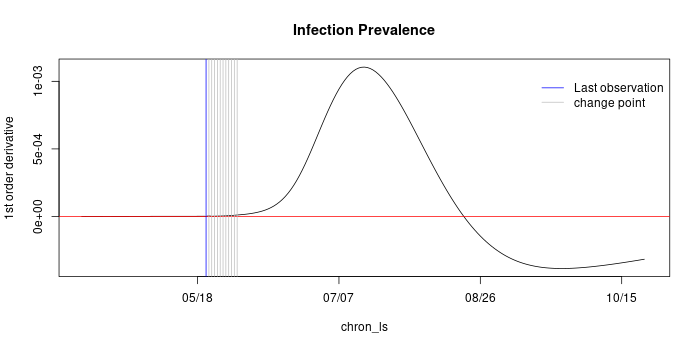 Infection Prevalence
1st order derivative
1e-03
5e-04
0e+00
Last observation
change point
05/18
07/07
08/26
10/15
chron_ls